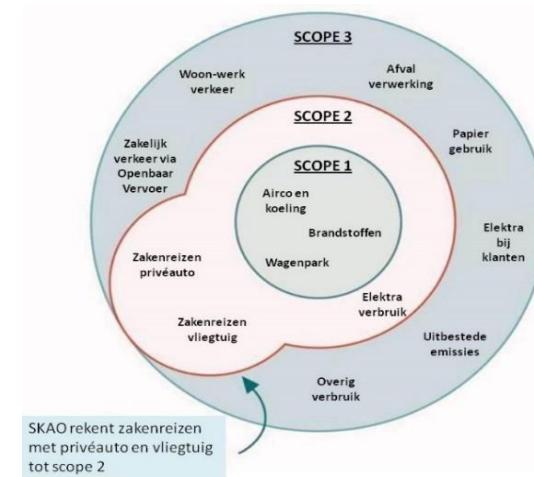 SCOPE 3
Woon-werk
verkeer
Afval
verwerking
SCOPE 2
Zakelijk
verkeer via
Openbaar
Vervoer
Papier
gebruik
SCOPE 1
Airco en
koeling
Brandstoffen
Wagenpark
Elektra
bij
klanten
Zakenreizen
privéauto
Elektra
verbruik
Zakenreizen
vliegtuig
Uitbestede
emissies
Overig
verbruik
SKAO rekent zakenreizen
met privéauto en vliegtuig
tot scope 2